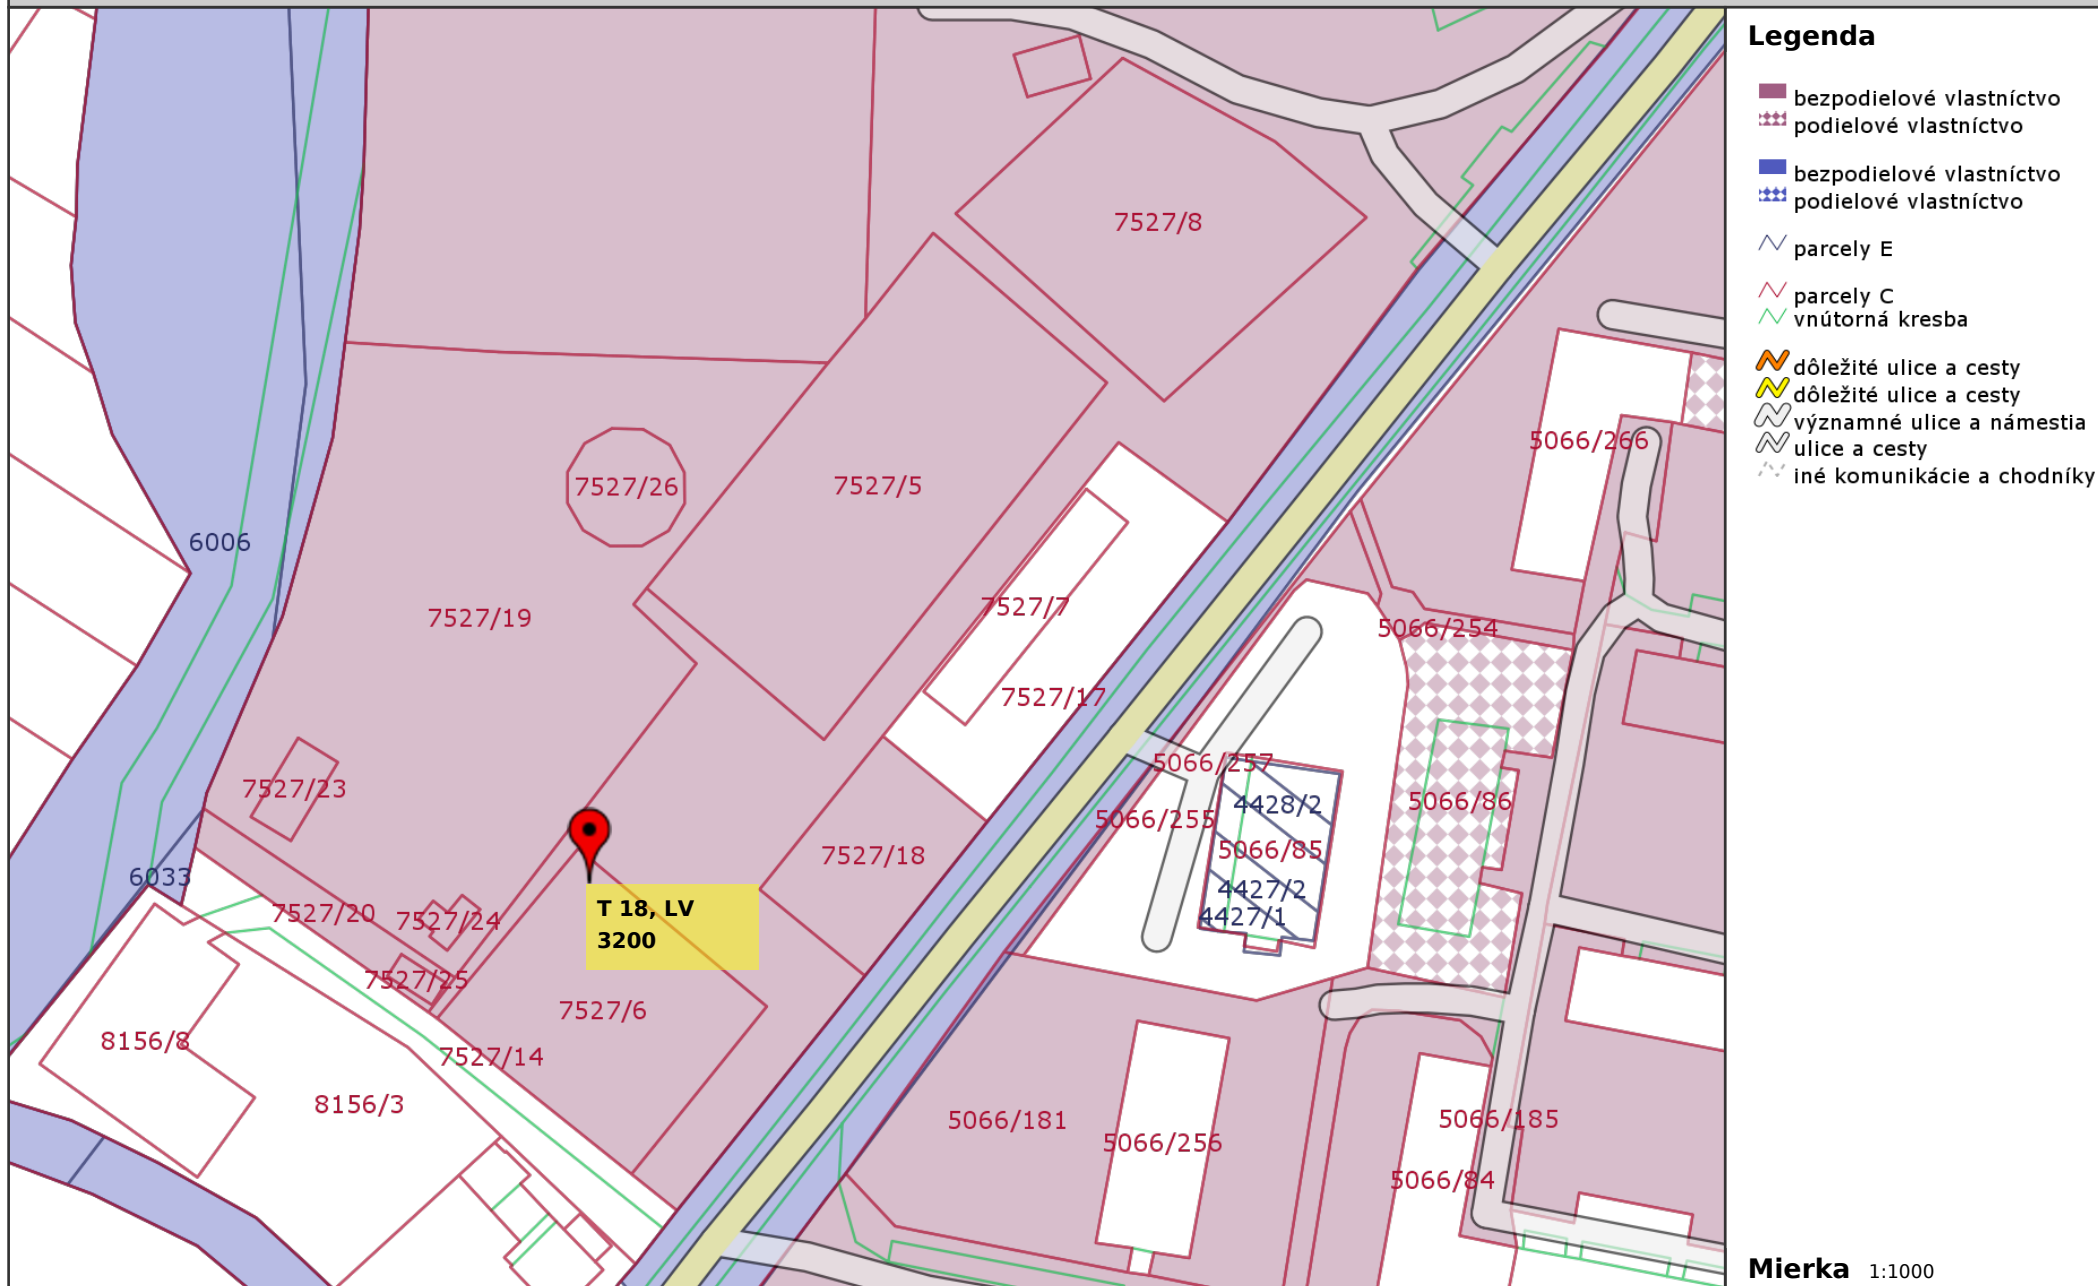 7527/8
5066/266
7527/26
7527/5
6006
7527/19
7527/7
5066/254
7527/17
5066/257
7527/23
4428/2
5066/86
5066/255
5066/85
7527/18
6033
4427/2
T 18, LV
3200
7527/20
7527/24
4427/1
7527/25
7527/6
8156/8
7527/14
8156/3
5066/181
5066/185
5066/256
5066/84
Legenda
bezpodielové vlastníctvo
podielové vlastníctvo
bezpodielové vlastníctvo
podielové vlastníctvo
parcely E
parcely C
vnútorná kresba
dôležité ulice a cesty
dôležité ulice a cesty
významné ulice a námestia
ulice a cesty
iné komunikácie a chodníky
Mierka 1:1000